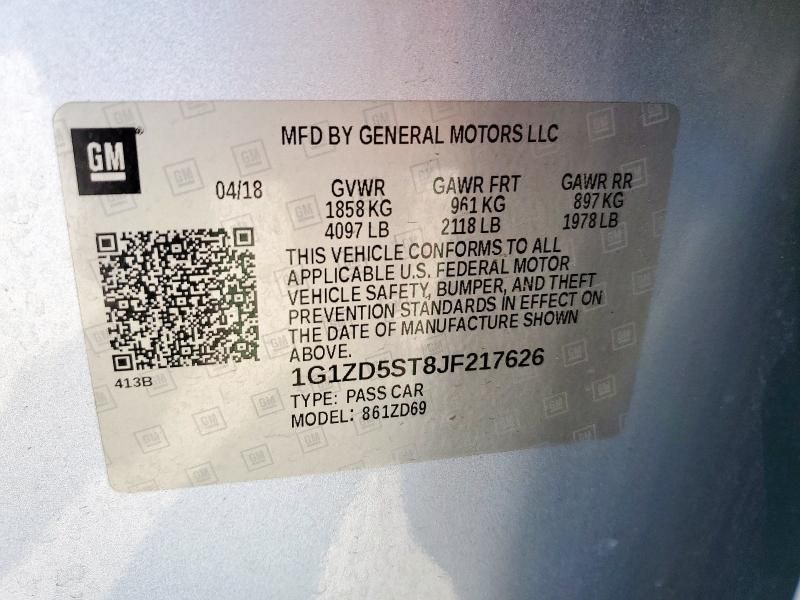 GM
MFD BY GENERAL MOTORS LLC
04/18
GVWR
1858 KG
4097 LB
GAWR FRT
961 KG
2118 LB
GAWR RR
897 KG
1978 LB
THIS VEHICLE CONFORMS TO ALL
APPLICABLE U.S. FEDERAL MOTOR
VEHICLE SAFETY, BUMPER, AND THEFT
PREVENTION STANDARDS IN EFFECT ON
THE DATE OF MANUFACTURE SHOWN
ABOVE.
413B
1G1ZD5ST8JF217626
TYPE: PASS CAR
MODEL: 861ZD69